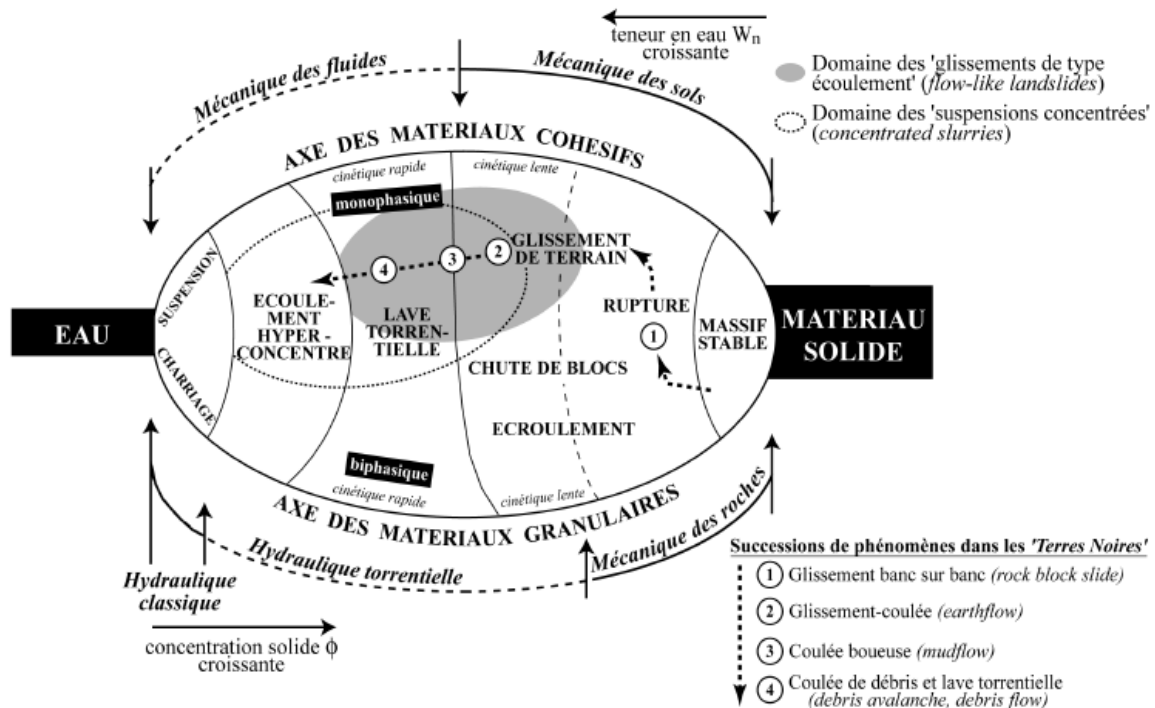 teneur en eau Wn
croissante
Mécanique des fluides
Mécanique des sols
Domaine des 'glissements de type
écoulement' (flow-like landslides)
Domaine des 'suspensions concentrées'
(concentrated slurries)
AXE DES MATERIAUX COHESIFS
cinétique rapide
cinétique lente
monophasique
GLISSEMENT
DE TERRAIN
2
3
4
SUSPENSION
CHARRIAGE
EAU
ECOULE-
MENT
HYPER-
CONCENTRE
LAVE
TORREN-
TIELLE
RUPTURE
1
MASSIF
STABLE
MATERIAU
SOLIDE
CHUTE DE BLOCS
ECROULEMENT
biphasique
cinétique rapide
cinétique lente
AXE DES MATERIAUX GRANULAIRES
Hydraulique torrentielle
Mécanique des roches
Hydraulique
classique
concentration solide ϕ
croissante
Successions de phénomènes dans les 'Terres Noires'
1 Glissement banc sur banc (rock block slide)
2 Glissement-coulée (earthflow)
3 Coulée boueuse (mudflow)
4 Coulée de débris et lave torrentielle
(debris avalanche, debris flow)